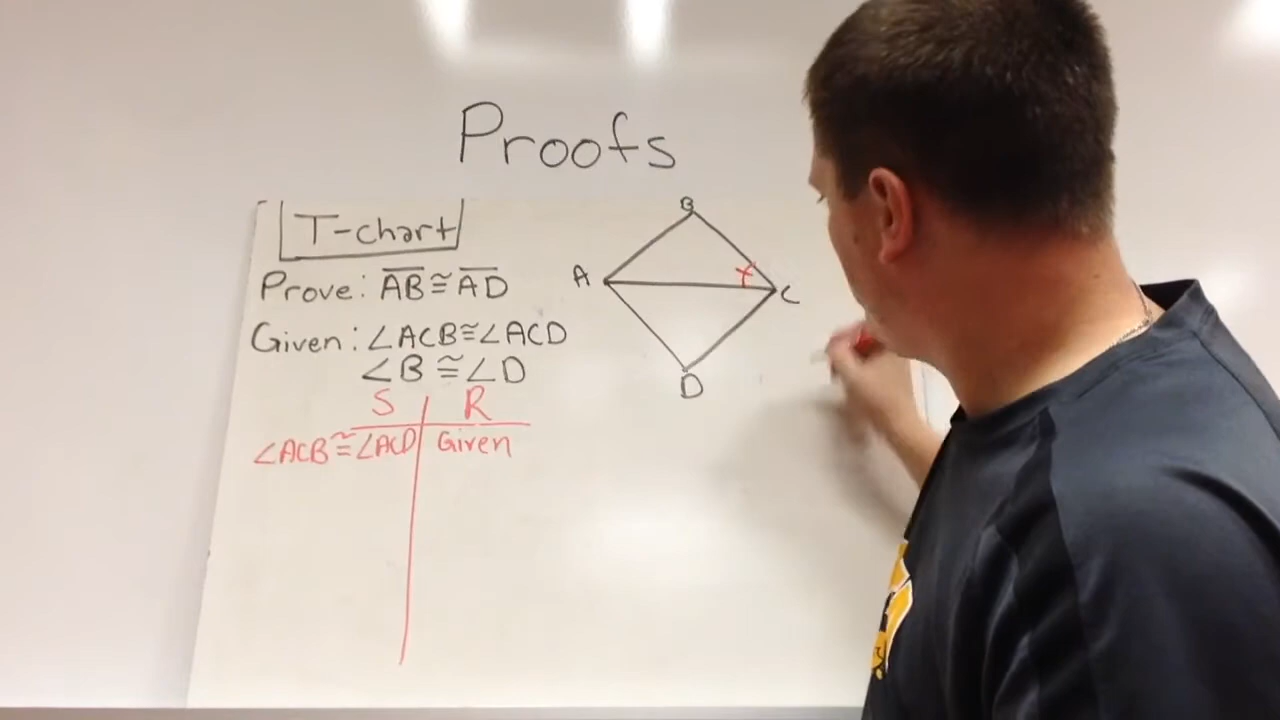 Proofs
T-chart
Prove: AB ≅ AD
Given: ∠ACB ≅ ∠ACD
∠B ≅ ∠D
S R
∠ACB ≅ ∠ACD Given
B
A
C
D